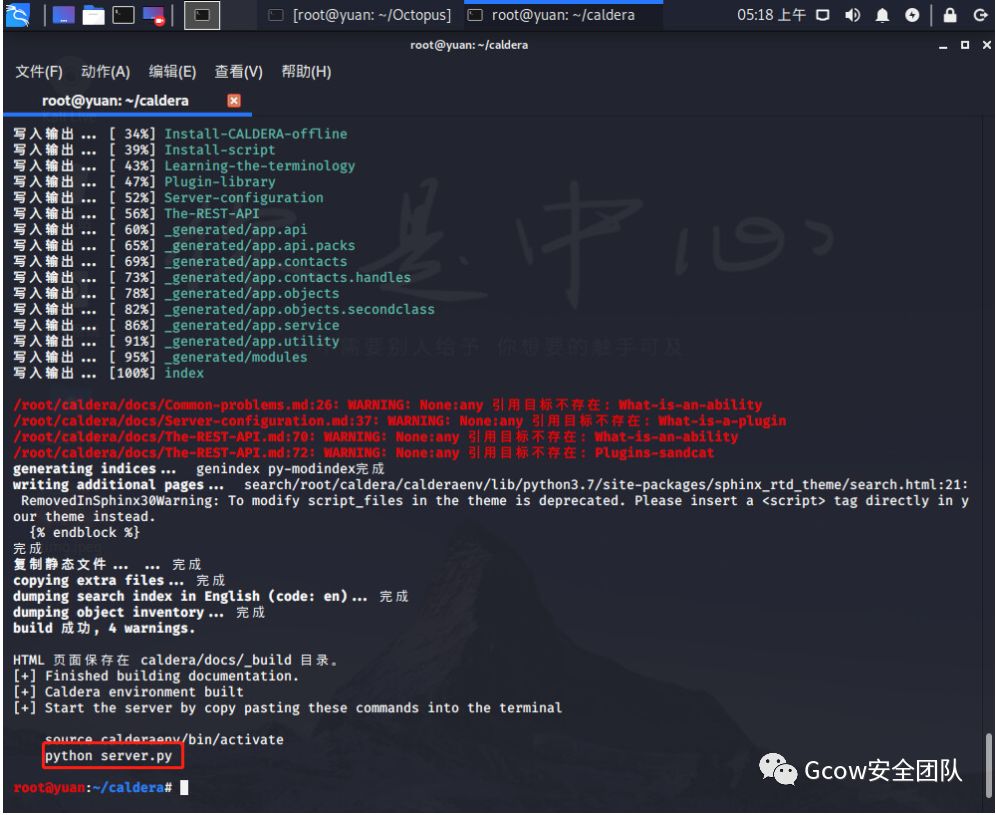 [root@yuan: ~/Octopus]
root@yuan: ~/caldera
05:18 上午
root@yuan: ~/caldera
文件(F) 动作(A) 编辑(E) 查看(V) 帮助(H)
root@yuan: ~/caldera
写入输出... [ 34%] Install-CALDERA-offline
写入输出... [ 39%] Install-script
写入输出... [ 43%] Learning-the-terminology
写入输出... [ 47%] Plugin-library
写入输出... [ 52%] Server-configuration
写入输出... [ 56%] The-REST-API
写入输出... [ 60%] _generated/app.api
写入输出... [ 65%] _generated/app.api.packs
写入输出... [ 69%] _generated/app.contacts
写入输出... [ 73%] _generated/app.contacts.handles
写入输出... [ 78%] _generated/app.objects
写入输出... [ 82%] _generated/app.objects.secondclass
写入输出... [ 86%] _generated/app.service
写入输出... [ 91%] _generated/app.utility
写入输出... [ 95%] _generated/modules
写入输出... [100%] index
需要别人给予 你想要的触手可及
/root/caldera/docs/Common-problems.md:26: WARNING: None:any 引用目标不存在: What-is-an-ability
/root/caldera/docs/Server-configuration.md:37: WARNING: None:any 引用目标不存在: What-is-a-plugin
/root/caldera/docs/The-REST-API.md:70: WARNING: None:any 引用目标不存在: What-is-an-ability
/root/caldera/docs/The-REST-API.md:72: WARNING: None:any 引用目标不存在: Plugins-sandcat
generating indices... genindex py-modindex完成
writing additional pages... search/root/caldera/calderaenv/lib/python3.7/site-packages/sphinx_rtd_theme/search.html:21:
RemovedInSphinx30Warning: To modify script_files in the theme is deprecated. Please insert a <script> tag directly in y
our theme instead.
{% endblock %}
完成
复制静态文件... ... 完成
copying extra files... 完成
dumping search index in English (code: en)... 完成
dumping object inventory... 完成
build 成功, 4 warnings.
HTML 页面保存在 caldera/docs/_build 目录。
[+] Finished building documentation.
[+] Caldera environment built
[+] Start the server by copy pasting these commands into the terminal
source calderaenv/bin/activate
python server.py
root@yuan:~/caldera#
Gcow安全团队